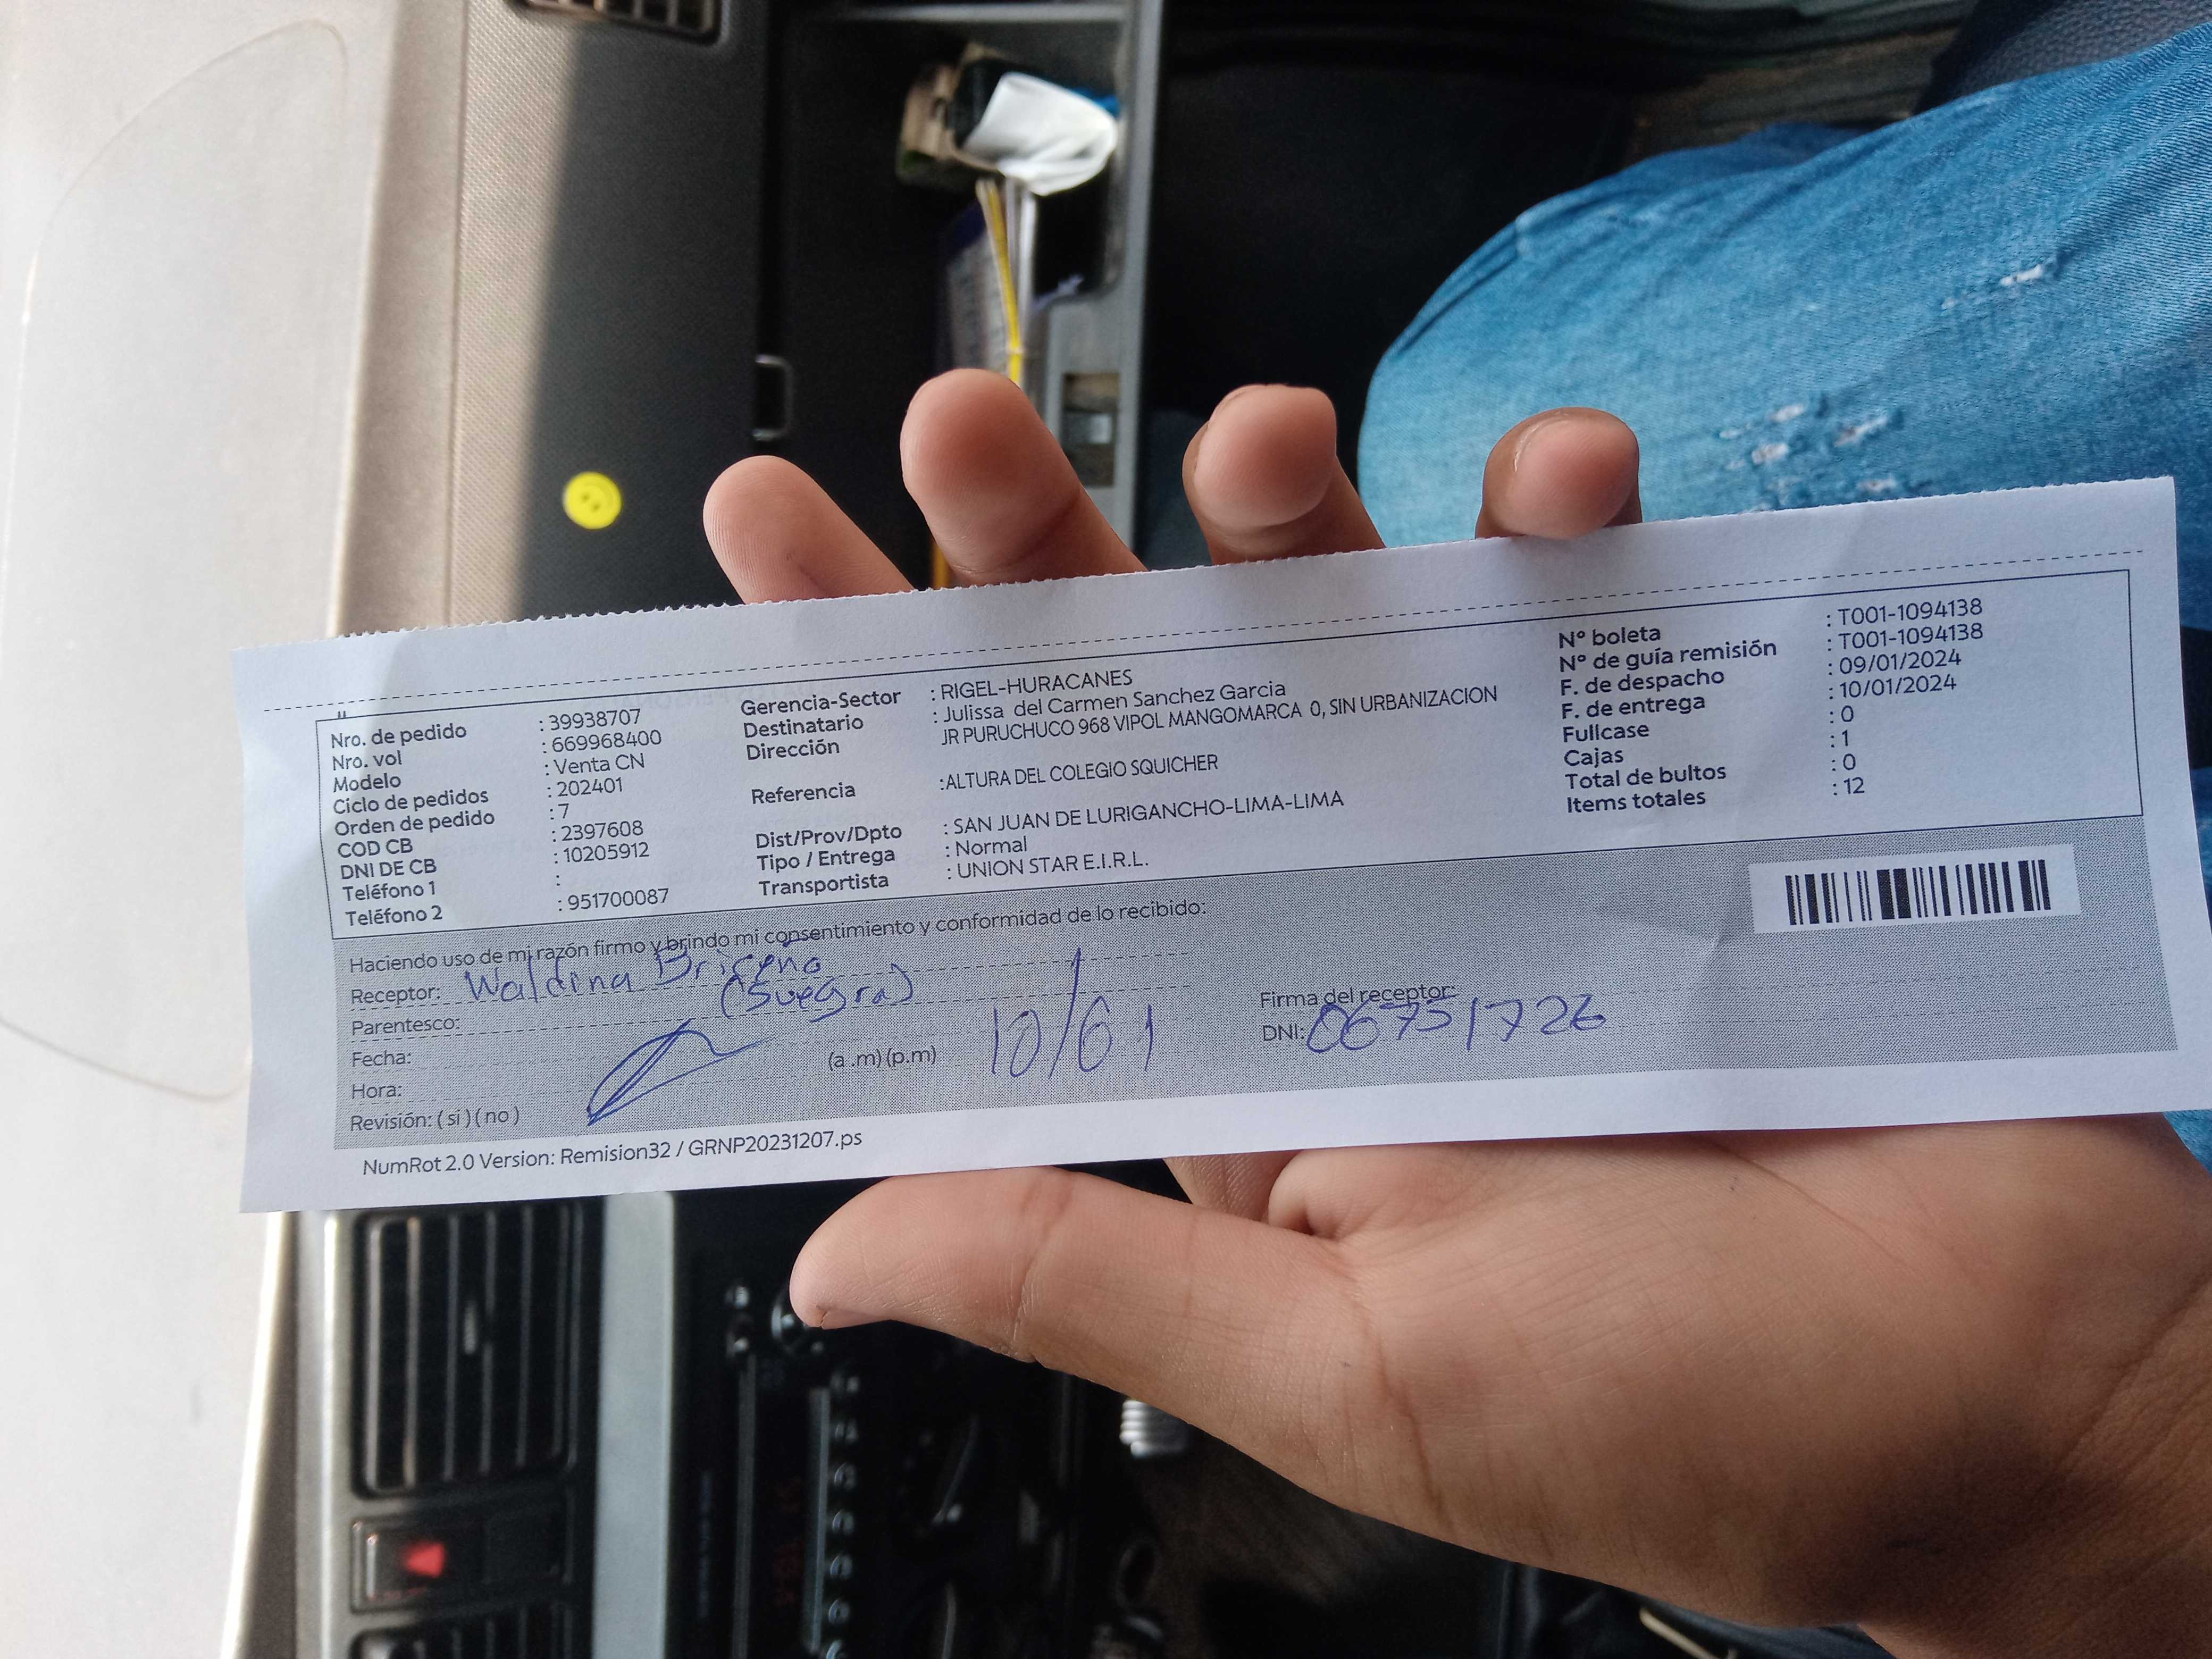 Nro. de pedido : 39938707
Nro. vol : 669968400
Modelo : Venta CN
Ciclo de pedidos : 202401
Orden de pedido : 7
COD CB : 2397608
DNI DE CB : 10205912
Teléfono 1 :
Teléfono 2 : 951700087
Gerencia-Sector : RIGEL-HURACANES
Destinatario : Julissa del Carmen Sanchez Garcia
Dirección JR PURUCHUCO 968 VIPOL MANGOMARCA 0, SIN URBANIZACION
Referencia :ALTURA DEL COLEGIO SQUICHER
Dist/Prov/Dpto : SAN JUAN DE LURIGANCHO-LIMA-LIMA
Tipo / Entrega : Normal
Transportista : UNION STAR E.I.R.L.
Nº boleta : T001-1094138
Nº de guía remisión : T001-1094138
F. de despacho : 09/01/2024
F. de entrega : 10/01/2024
Fullcase : 0
Cajas : 1
Total de bultos : 0
Items totales : 12
Haciendo uso de mi razón firmo y brindo mi consentimiento y conformidad de lo recibido:
Receptor: Waldina Briceño
Parentesco: (Suegra)
Fecha:
Hora: (a .m) (p.m) 10/01
Revisión: ( si ) ( no )
Firma del receptor:
DNI: 06751726
NumRot 2.0 Version: Remision32 / GRNP20231207.ps